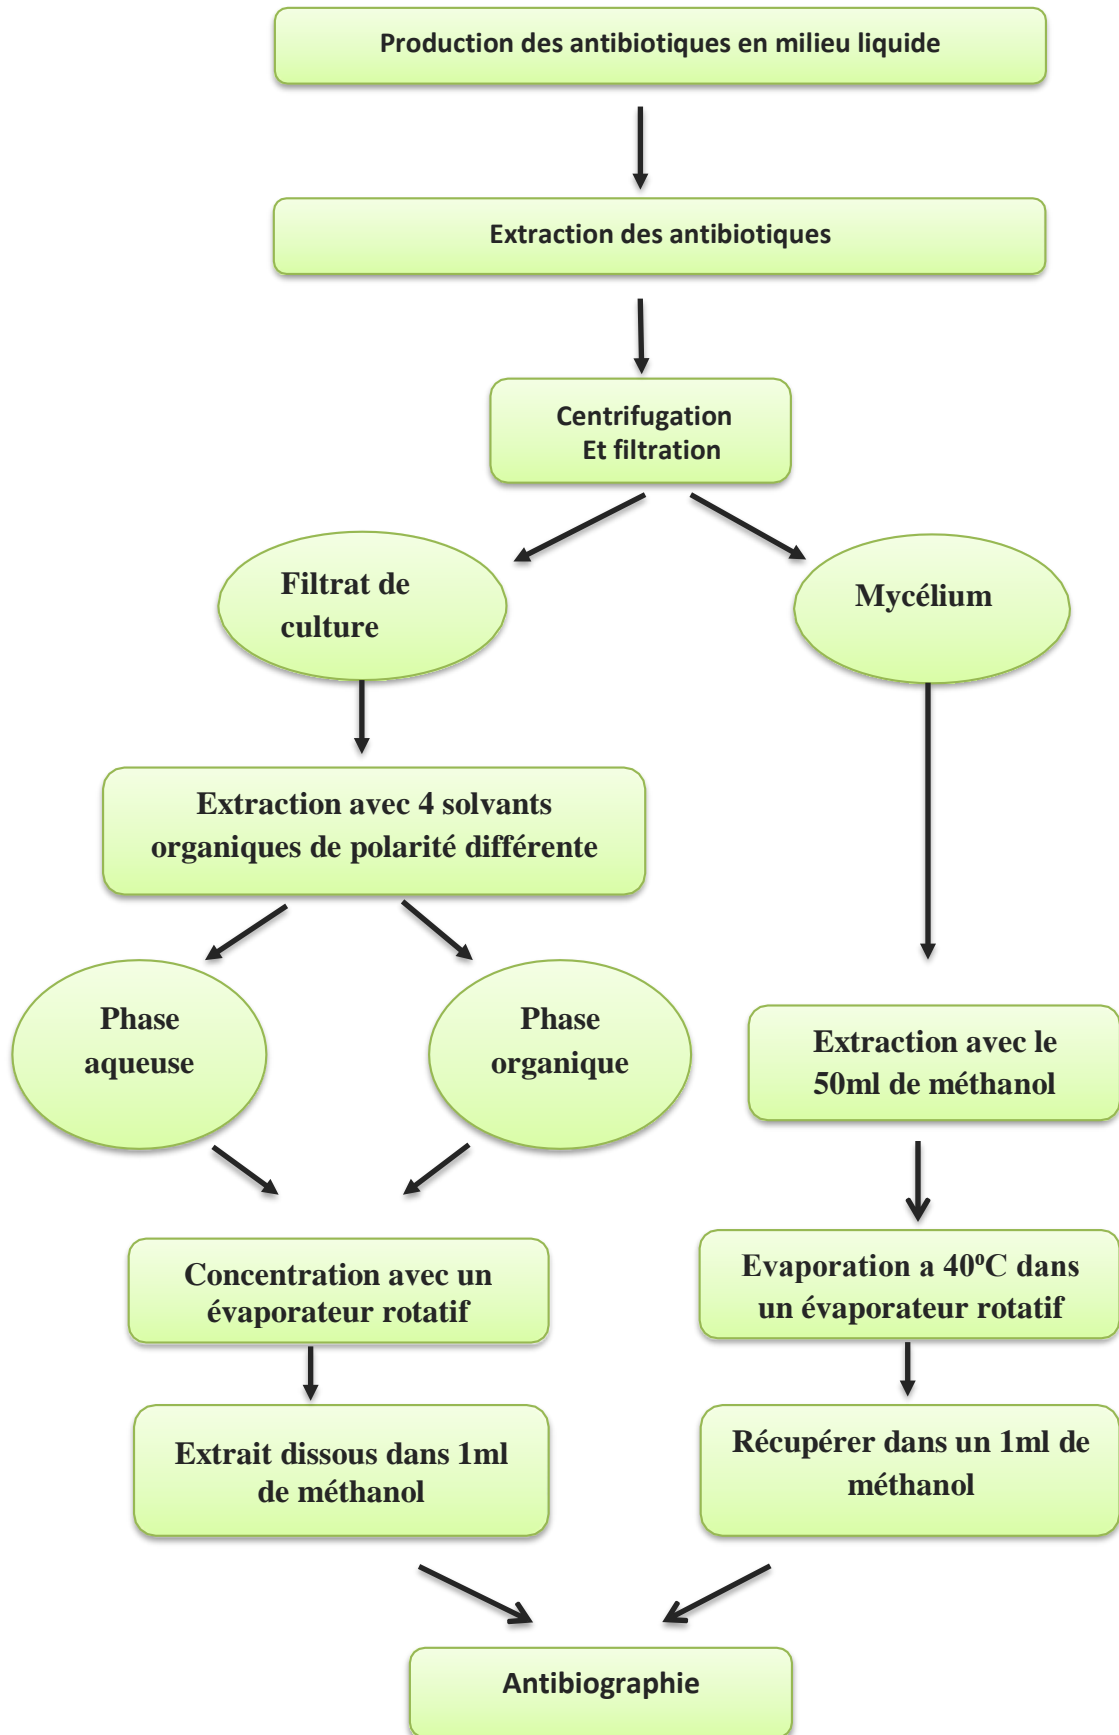 Production des antibiotiques en milieu liquide
Extraction des antibiotiques
Centrifugation
Et filtration
Filtrat de
culture
Mycélium
Extraction avec 4 solvants
organiques de polarité différente
Phase
aqueuse
Phase
organique
Extraction avec le
50ml de méthanol
Concentration avec un
évaporateur rotatif
Evaporation a 40⁰C dans
un évaporateur rotatif
Extrait dissous dans 1ml
de méthanol
Récupérer dans un 1ml de
méthanol
Antibiographie